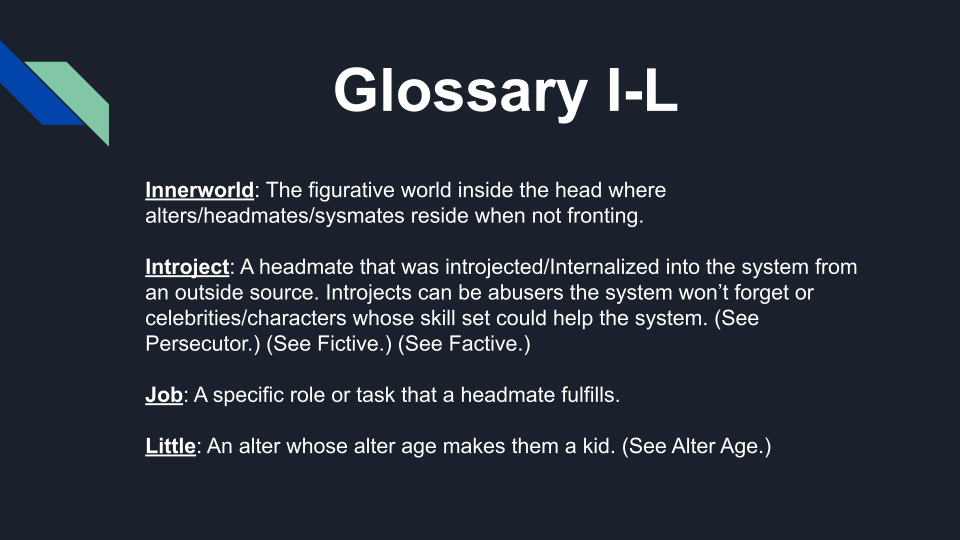 Glossary I-L
Innerworld: The figurative world inside the head where
alters/headmates/sysmates reside when not fronting.
Introject: A headmate that was introjected/Internalized into the system from
an outside source. Introjects can be abusers the system won’t forget or
celebrities/characters whose skill set could help the system. (See
Persecutor.) (See Fictive.) (See Factive.)
Job: A specific role or task that a headmate fulfills.
Little: An alter whose alter age makes them a kid. (See Alter Age.)